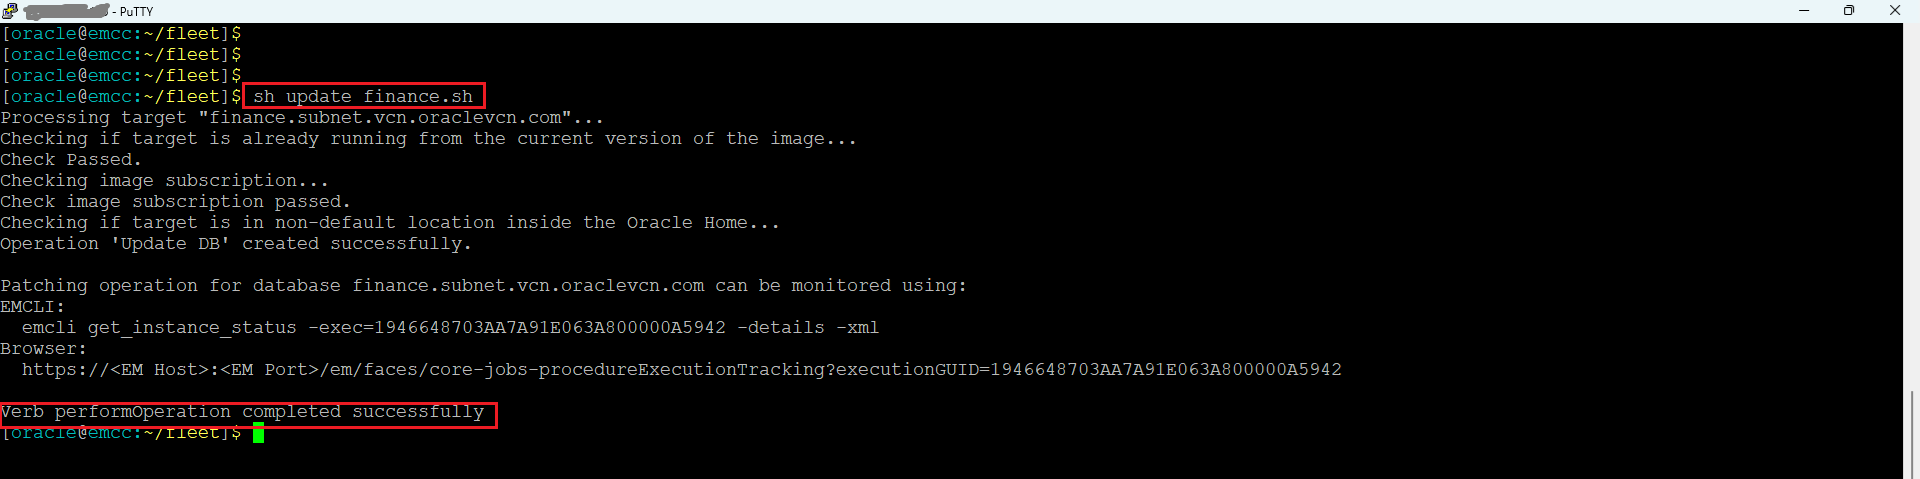 - PuTTY
[oracle@emcc:~/fleet]$
[oracle@emcc:~/fleet]$
[oracle@emcc:~/fleet]$
[oracle@emcc:~/fleet]$ sh update_finance.sh
Processing target "finance.subnet.vcn.oraclevcn.com"...
Checking if target is already running from the current version of the image...
Check Passed.
Checking image subscription...
Check image subscription passed.
Checking if target is in non-default location inside the Oracle Home...
Operation 'Update DB' created successfully.
Patching operation for database finance.subnet.vcn.oraclevcn.com can be monitored using:
EMCLI:
emcli get_instance_status -exec=1946648703AA7A91E063A800000A5942 -details -xml
Browser:
https://<EM Host>:<EM Port>/em/faces/core-jobs-procedureExecutionTracking?executionGUID=1946648703AA7A91E063A800000A5942
Verb performOperation completed successfully
[oracle@emcc:~/fleet]$